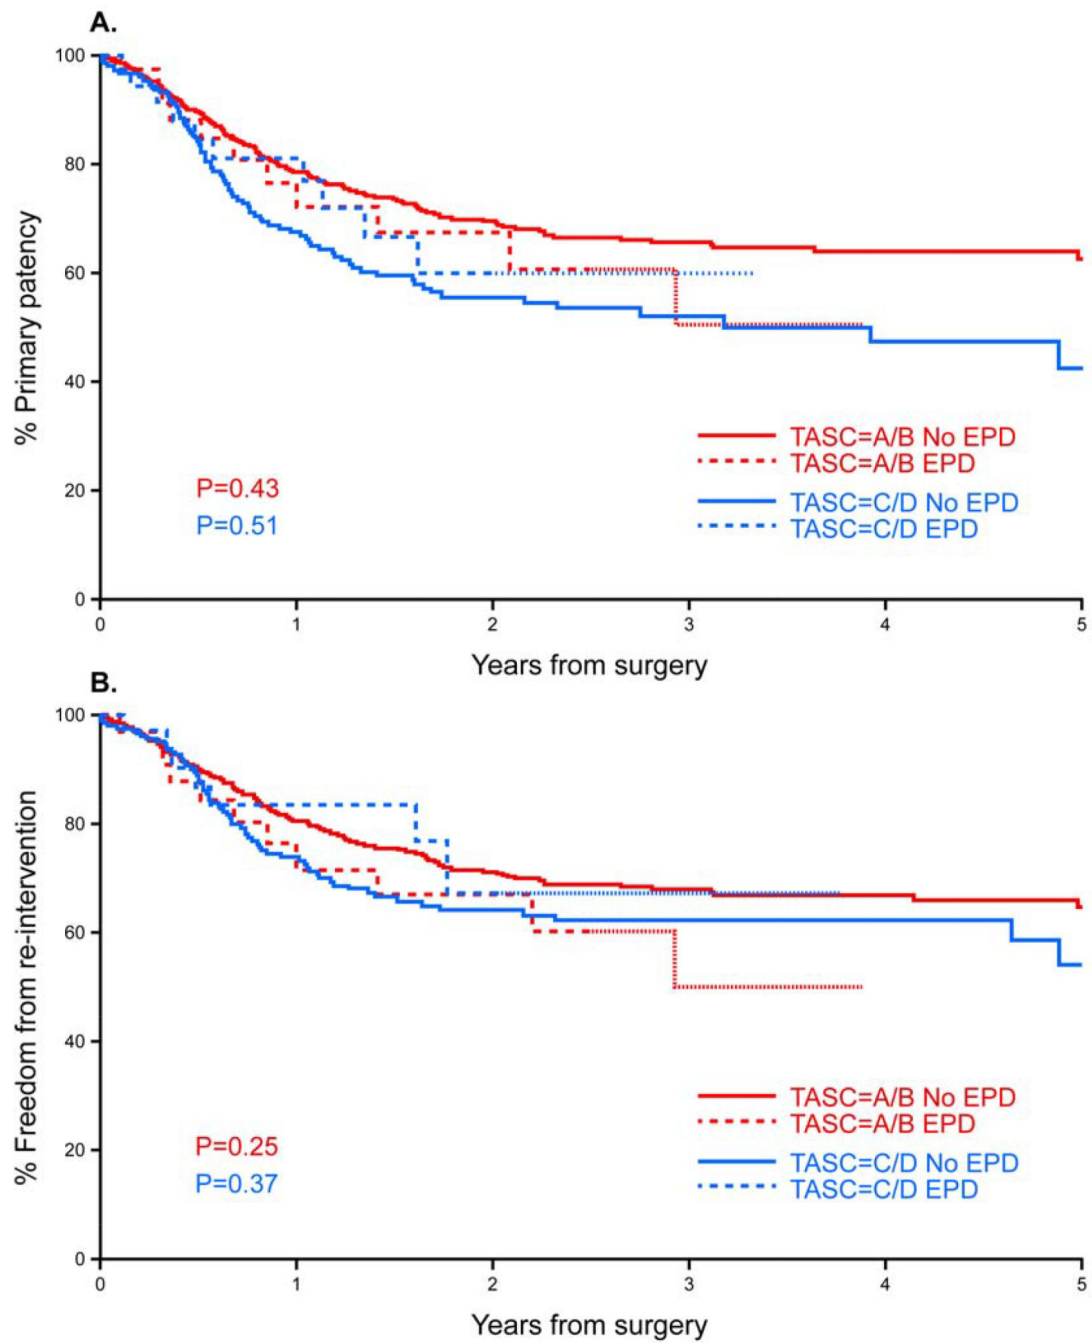 A.
100
80
60
40
20
0
% Primary patency
P=0.43
P=0.51
TASC=A/B No EPD
TASC=A/B EPD
TASC=C/D No EPD
TASC=C/D EPD
0 1 2 3 4 5
Years from surgery
B.
100
80
60
40
20
0
% Freedom from re-intervention
P=0.25
P=0.37
TASC=A/B No EPD
TASC=A/B EPD
TASC=C/D No EPD
TASC=C/D EPD
0 1 2 3 4 5
Years from surgery